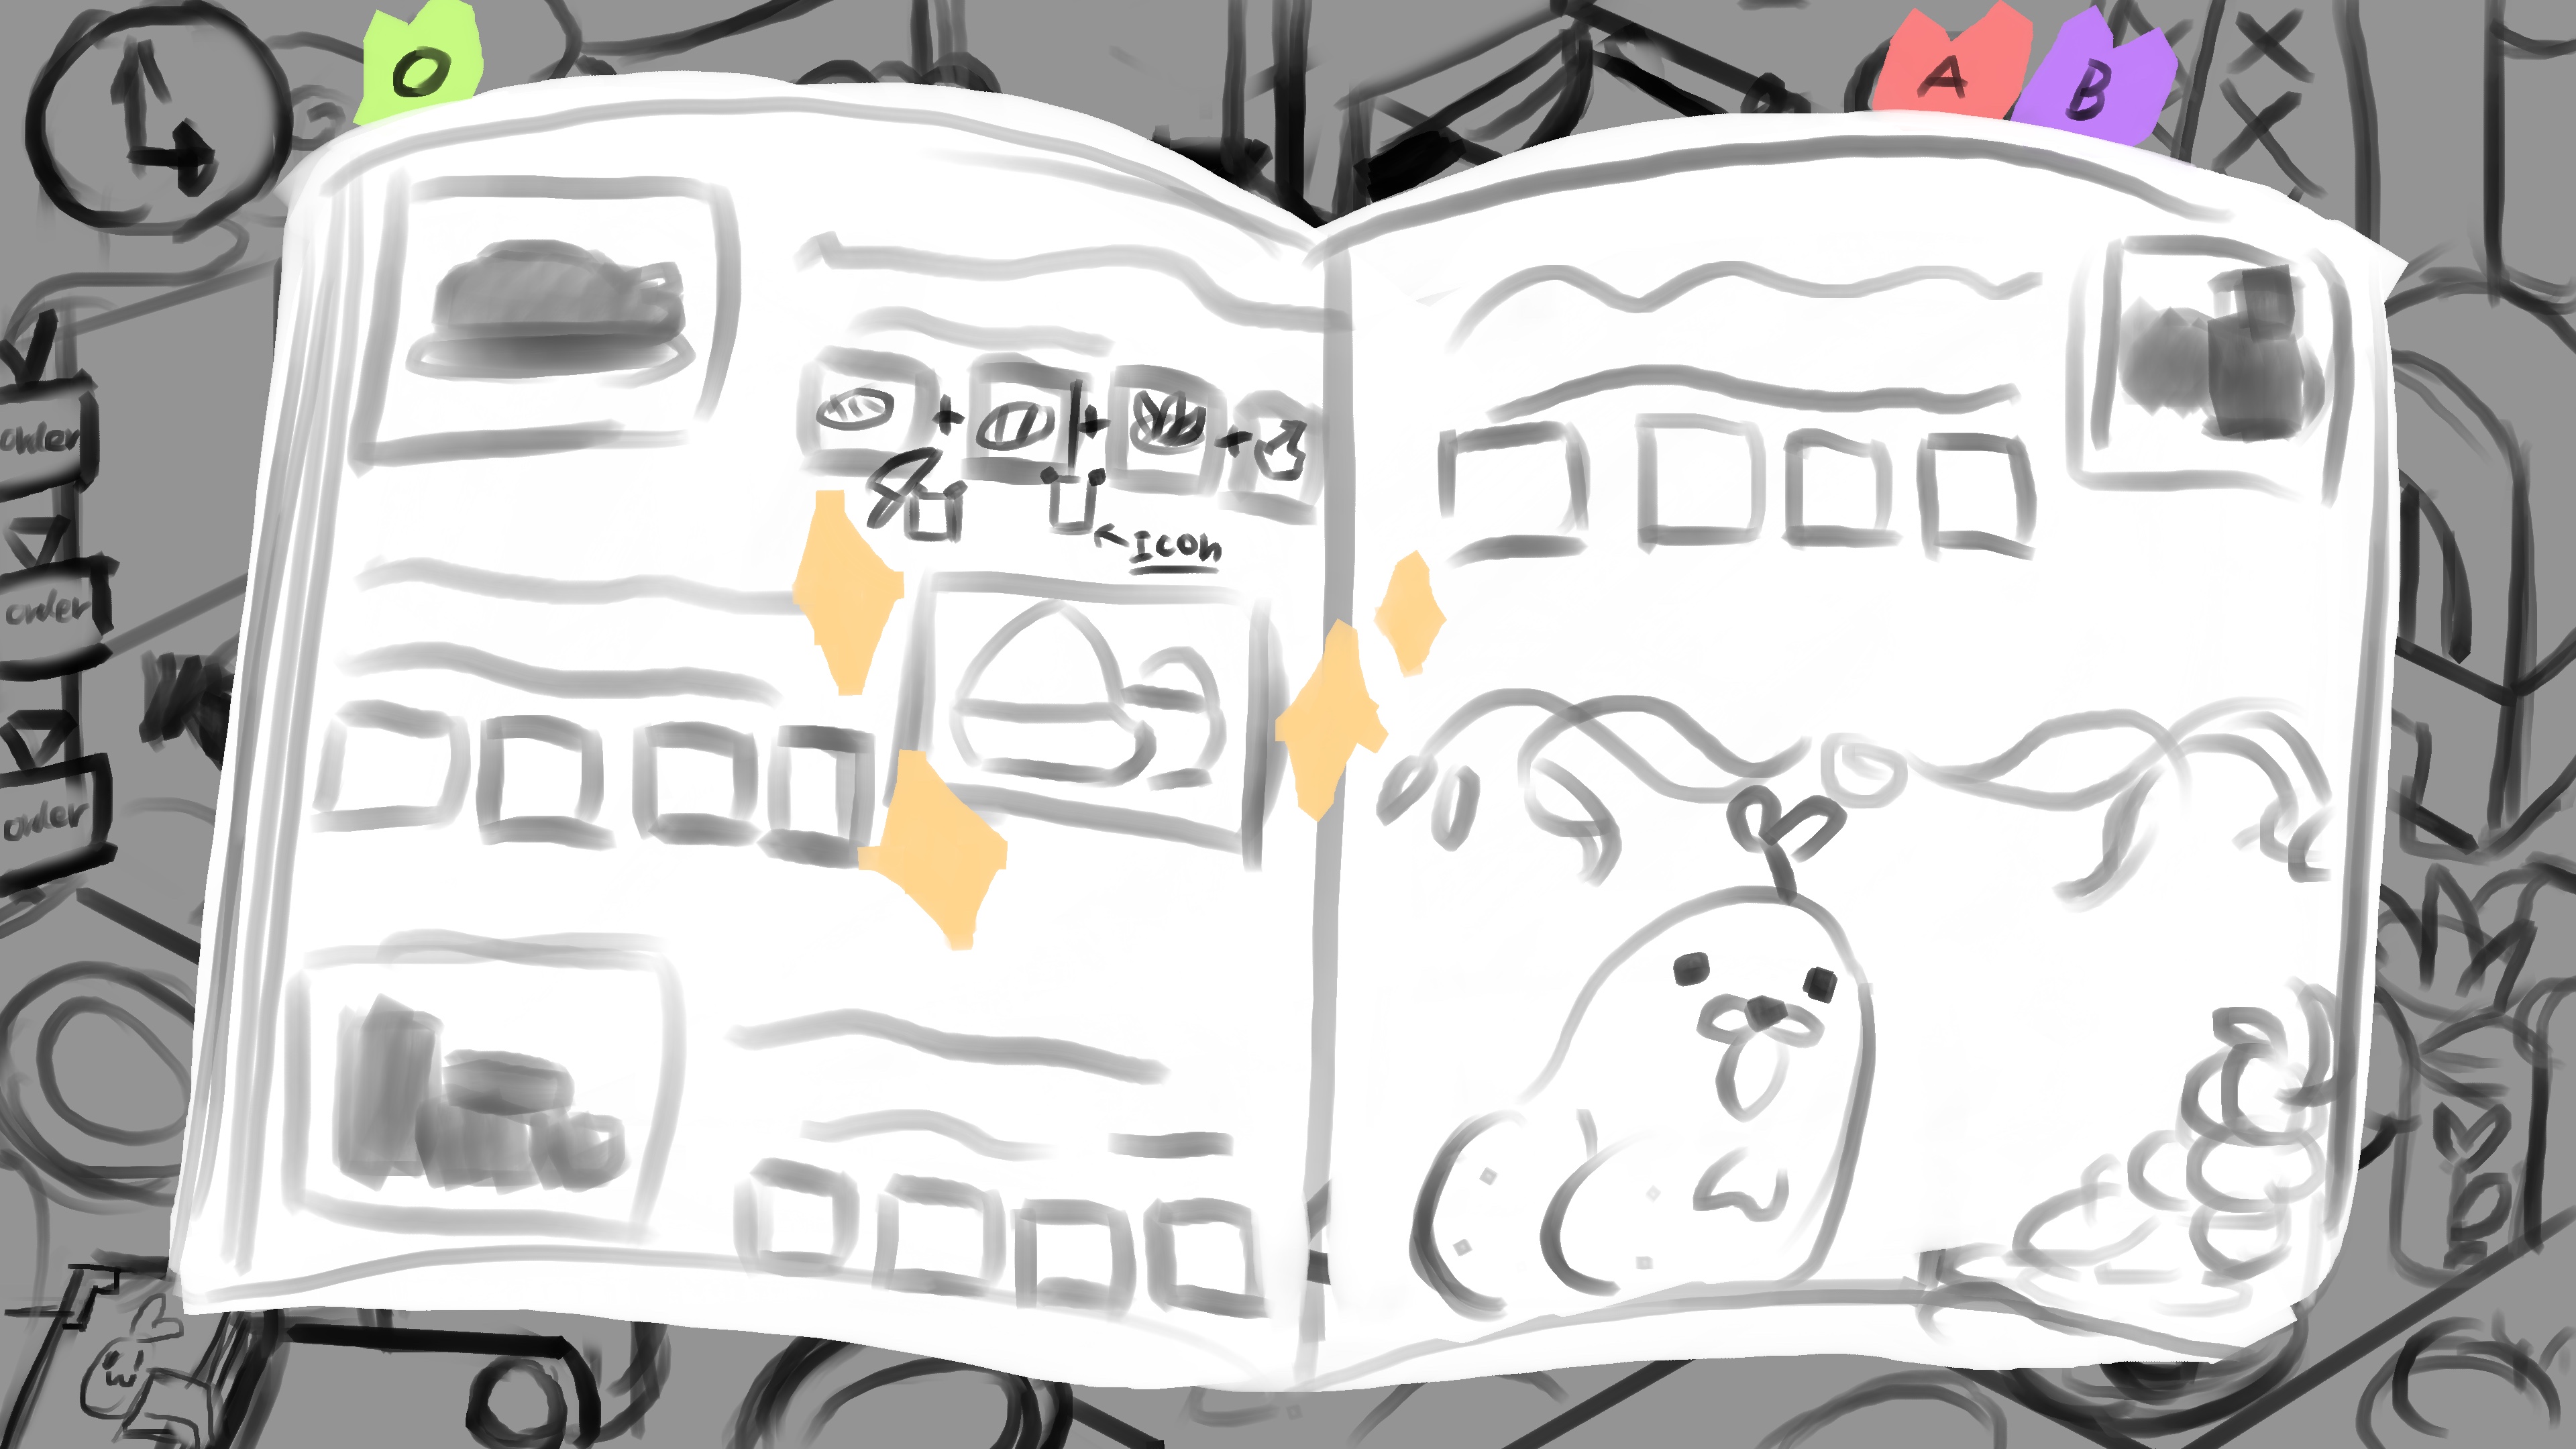 O
A
B
order
order
order
+ + +
←Icon